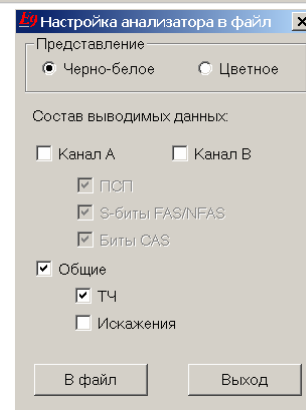 E9 Настройка анализатора в файл
Представление
Черно-белое Цветное
Состав выводимых данных:
Канал A Канал B
ПСП
S-биты FAS/NFAS
Биты CAS
Общие
ТЧ
Искажения
В файл Выход